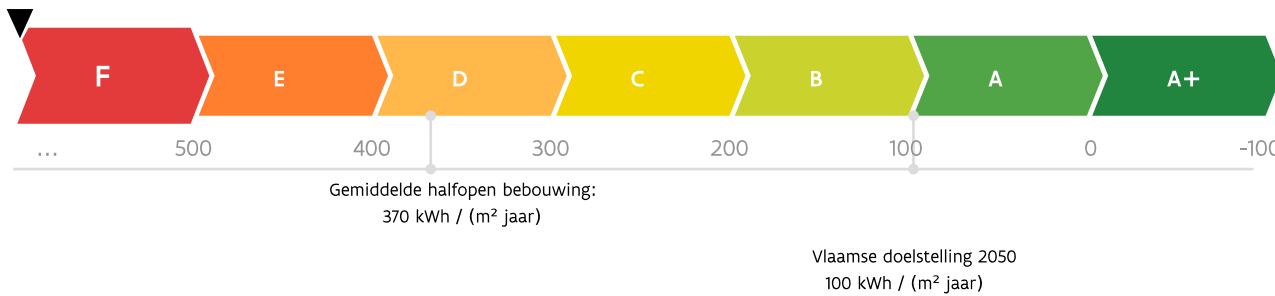 F E D C B A A+
... 500 400 300 200 100 0 -100
Gemiddelde halfopen bebouwing:
370 kWh / (m² jaar)
Vlaamse doelstelling 2050
100 kWh / (m² jaar)